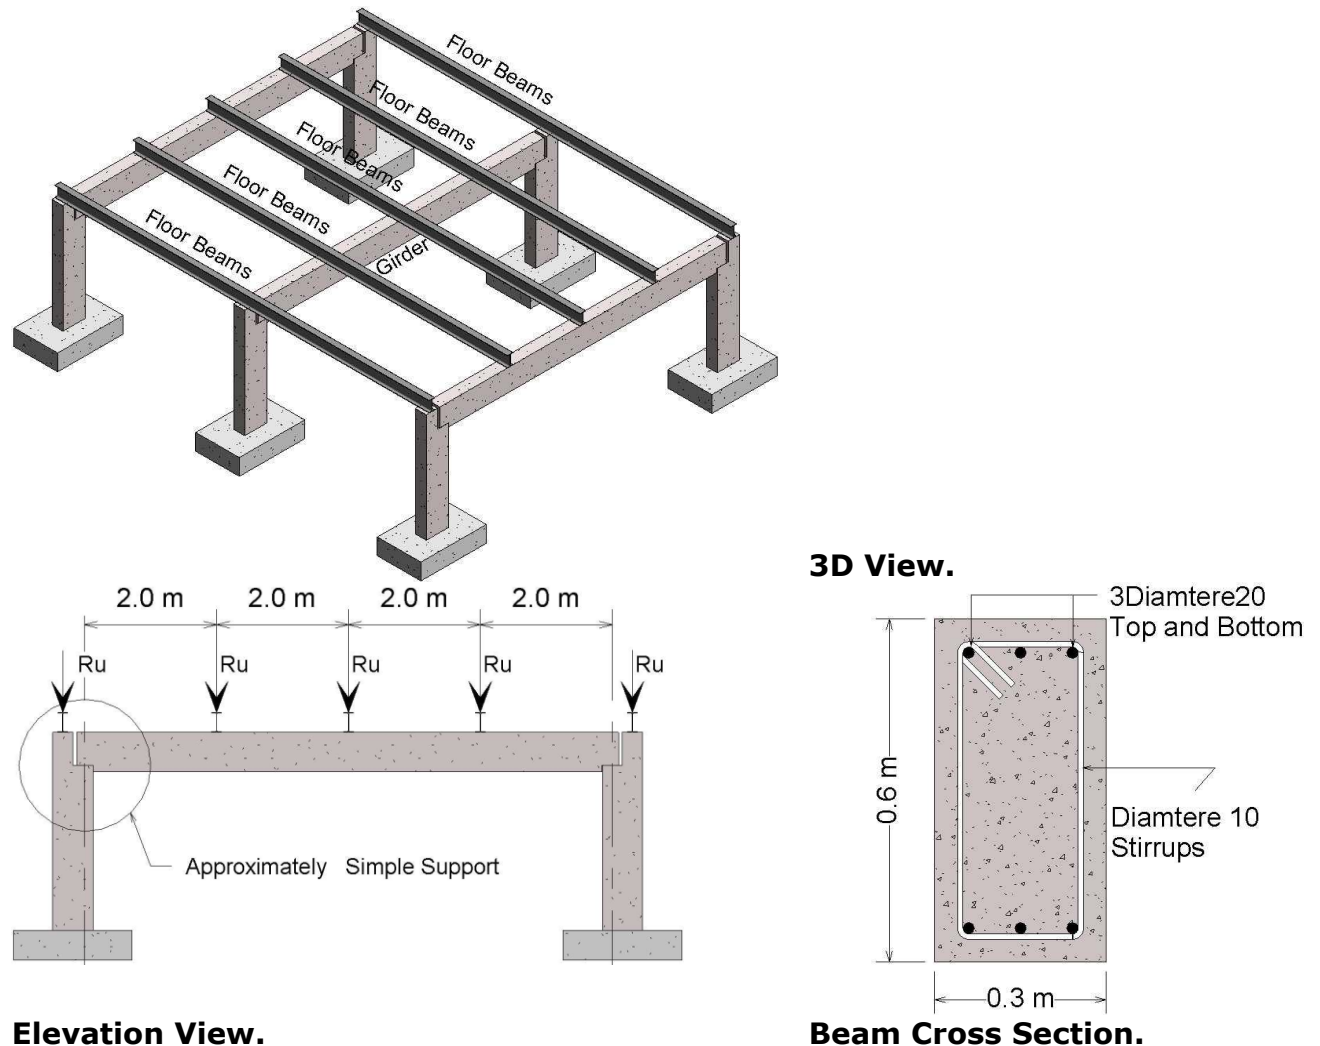 Floor Beams
Floor Beams
Floor Beams
Floor Beams
Floor Beams
Girder
3D View.
2.0 m
2.0 m
2.0 m
2.0 m
Ru
Ru
Ru
Ru
Ru
Approximately Simple Support
Elevation View.
3Diamtere20
Top and Bottom
0.6 m
Diamtere 10
Stirrups
0.3 m
Beam Cross Section.